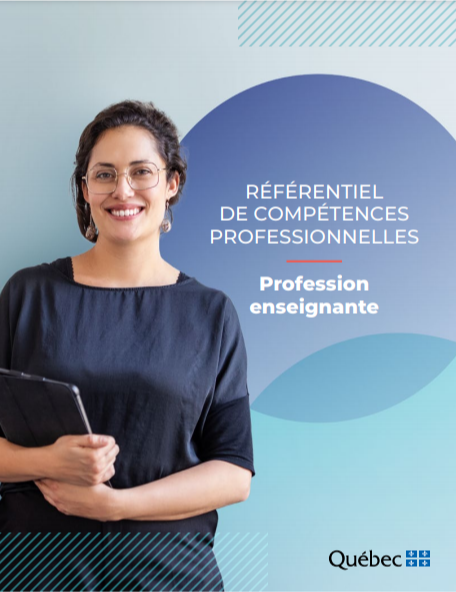 RÉFÉRENTIEL
DE COMPÉTENCES
PROFESSIONNELLES
Profession
enseignante
Québec